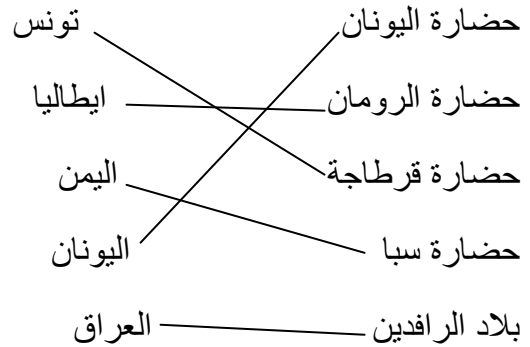 حضارة اليونان تونس
حضارة الرومان ايطاليا
حضارة قرطاجة اليمن
حضارة سبا اليونان
بلاد الرافدين العراق